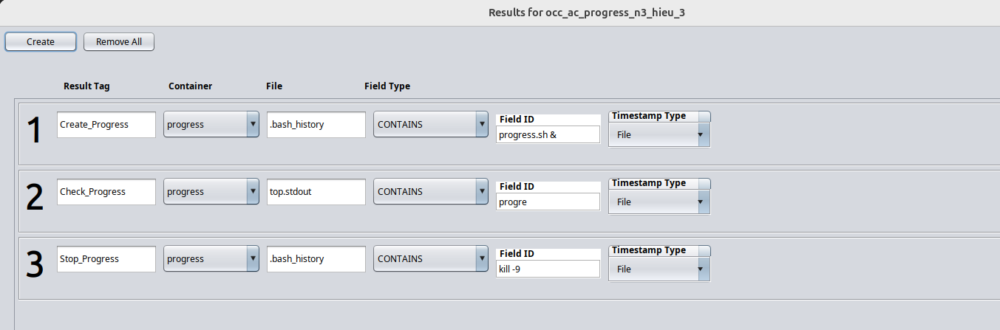 Results for occ_ac_progress_n3_hieu_3
Create Remove All
Result Tag Container File Field Type
1 Create_Progress progress .bash_history CONTAINS Field ID progress.sh & Timestamp Type File
2 Check_Progress progress top.stdout CONTAINS Field ID progre Timestamp Type File
3 Stop_Progress progress .bash_history CONTAINS Field ID kill -9 Timestamp Type File